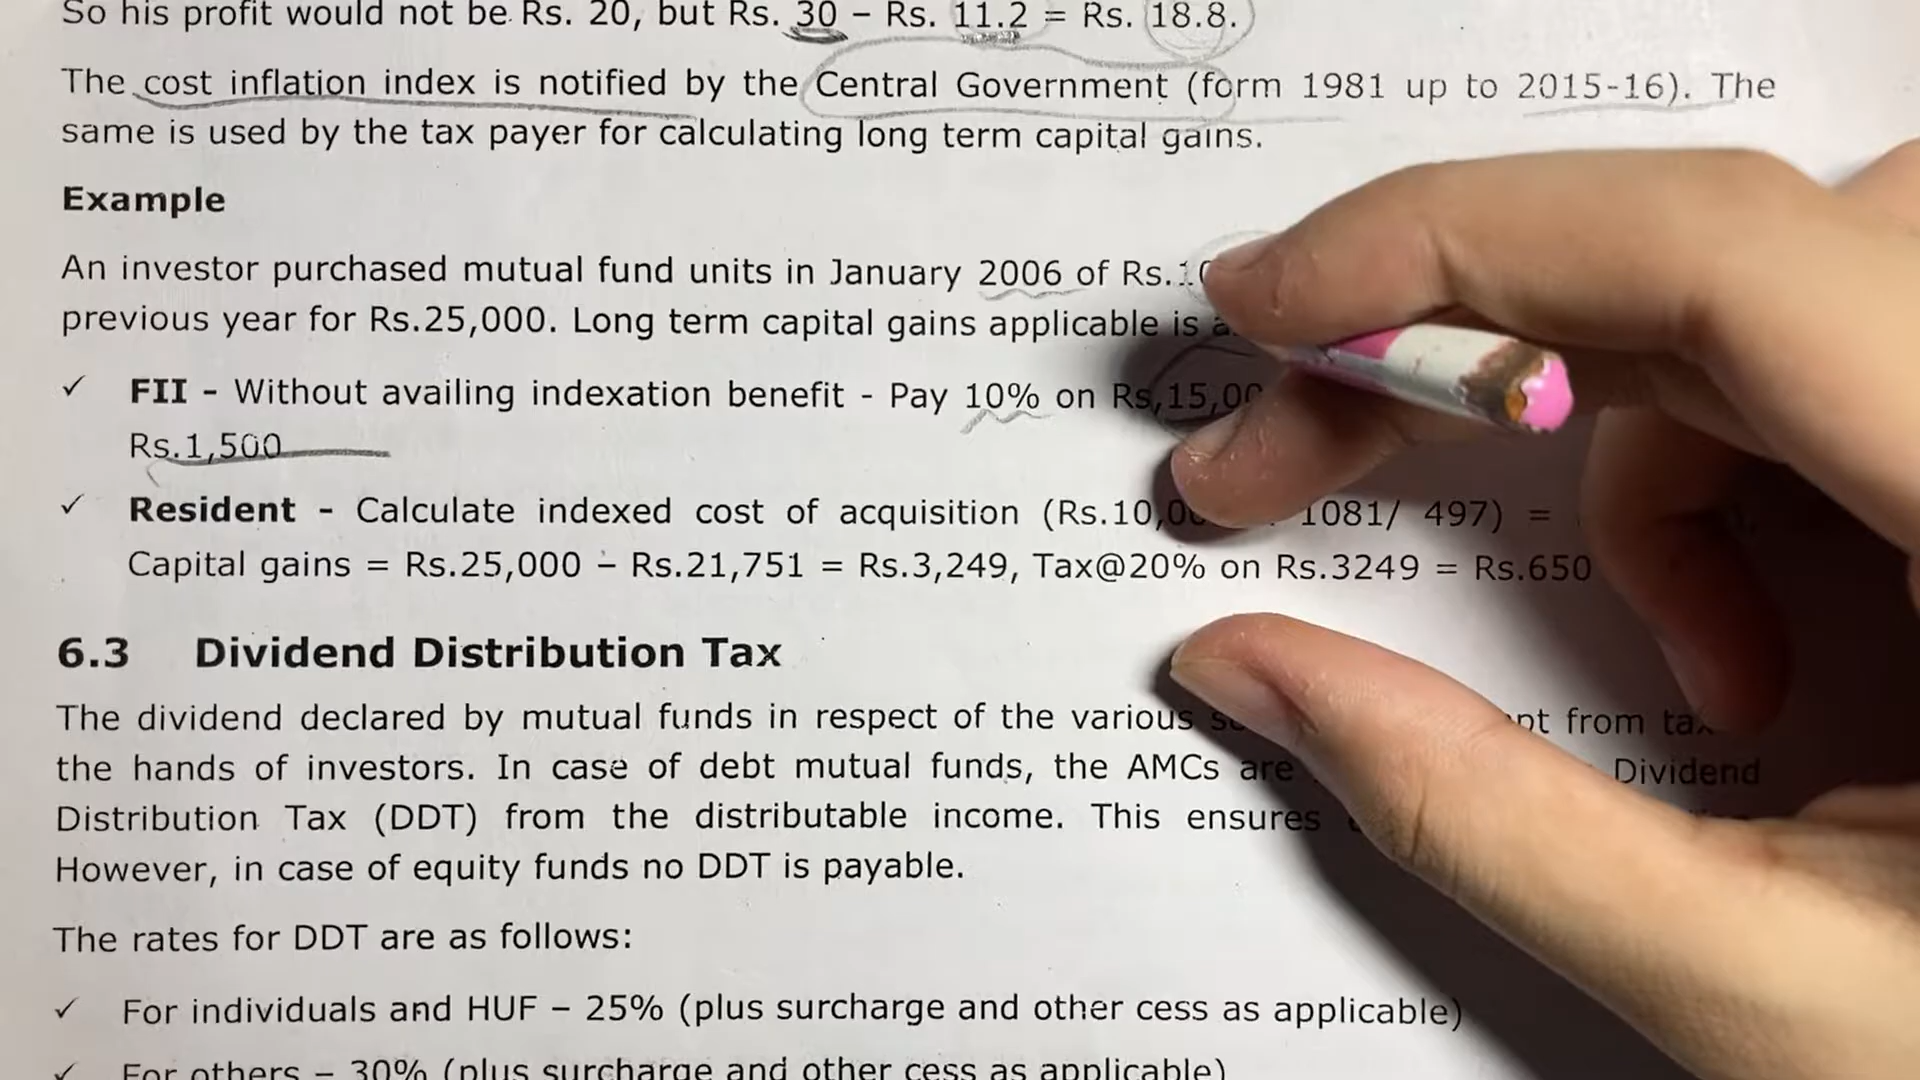 So his profit would not be Rs. 20, but Rs. 30 – Rs. 11.2 = Rs. 18.8.
The cost inflation index is notified by the Central Government (form 1981 up to 2015-16). The
same is used by the tax payer for calculating long term capital gains.
Example
An investor purchased mutual fund units in January 2006 of Rs.
previous year for Rs.25,000. Long term capital gains applicable is
✓ FII - Without availing indexation benefit - Pay 10% on
Rs.1,500
✓ Resident - Calculate indexed cost of acquisition 1081/ 497) =
Capital gains = Rs.25,000 – Rs.21,751 = Rs.3,249, Tax@20% on Rs.3249 = Rs.650
6.3 Dividend Distribution Tax
The dividend declared by mutual funds in respect of the various from tax
the hands of investors. In case of debt mutual funds, the AMCs are Dividend
Distribution Tax (DDT) from the distributable income. This ensures
However, in case of equity funds no DDT is payable.
The rates for DDT are as follows:
✓ For individuals and HUF – 25% (plus surcharge and other cess as applicable)
✓ For others – 30% (plus surcharge and other cess as applicable)